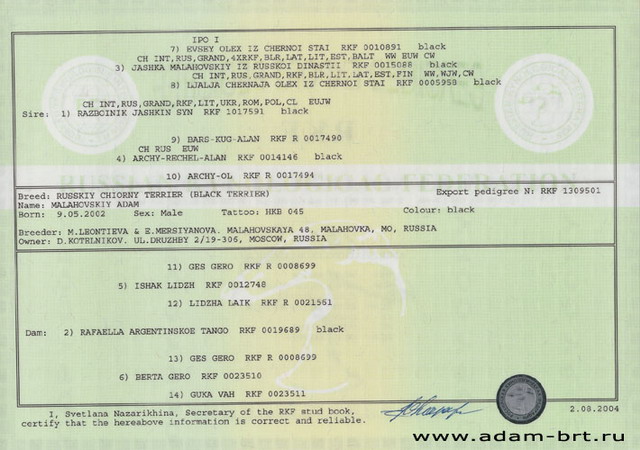 IPO I
7) EVSEY OLEX IZ CHERNOI STAI RKF 0010891 black
CH INT,RUS,GRAND,4XRKF,BLR,LAT,LIT,EST,BALT WW EUW CW
3) JASHKA MALAHOVSKIY IZ RUSSKOI DINASTII RKF 0015088 black
CH INT,RUS,GRAND,RKF,BLR,LIT,LAT,EST,FIN WW,WJW,CW
8) LJALJA CHERNAJA OLEX IZ CHERNOI STAI RKF 0005958 black
CH INT,RUS,GRAND,RKF,LIT,UKR,ROM,POL,CL EUJW
Sire: 1) RAZBOINIK JASHKIN SYN RKF 1017591 black
9) BARS-KUG-ALAN RKF R 0017490
CH RUS EUW
4) ARCHY-RECHEL-ALAN RKF 0014146 black
10) ARCHY-OL RKF R 0017494
Breed: RUSSKIY CHIORNY TERRIER (BLACK TERRIER) Export pedigree N: RKF 1309501
Name: MALAHOVSKIY ADAM
Born: 9.05.2002 Sex: Male Tattoo: HKB 045 Colour: black
Breeder: M.LEONTIEVA & E.MERSIYANOVA. MALAHOVSKAYA 48, MALAHOVKA, MO, RUSSIA
Owner: D.KOTRLNIKOV. UL.DRUZHBY 2/19-306, MOSCOW, RUSSIA
11) GES GERO RKF R 0008699
5) ISHAK LIDZH RKF 0012748
12) LIDZHA LAIK RKF R 0021561
Dam: 2) RAFAELLA ARGENTINSKOE TANGO RKF 0019689 black
13) GES GERO RKF R 0008699
6) BERTA GERO RKF 0023510
14) GUKA VAH RKF 0023511
I, Svetlana Nazarikhina, Secretary of the RKF stud book,
certify that the hereabove information is correct and reliable.
2.08.2004
www.adam-brt.ru